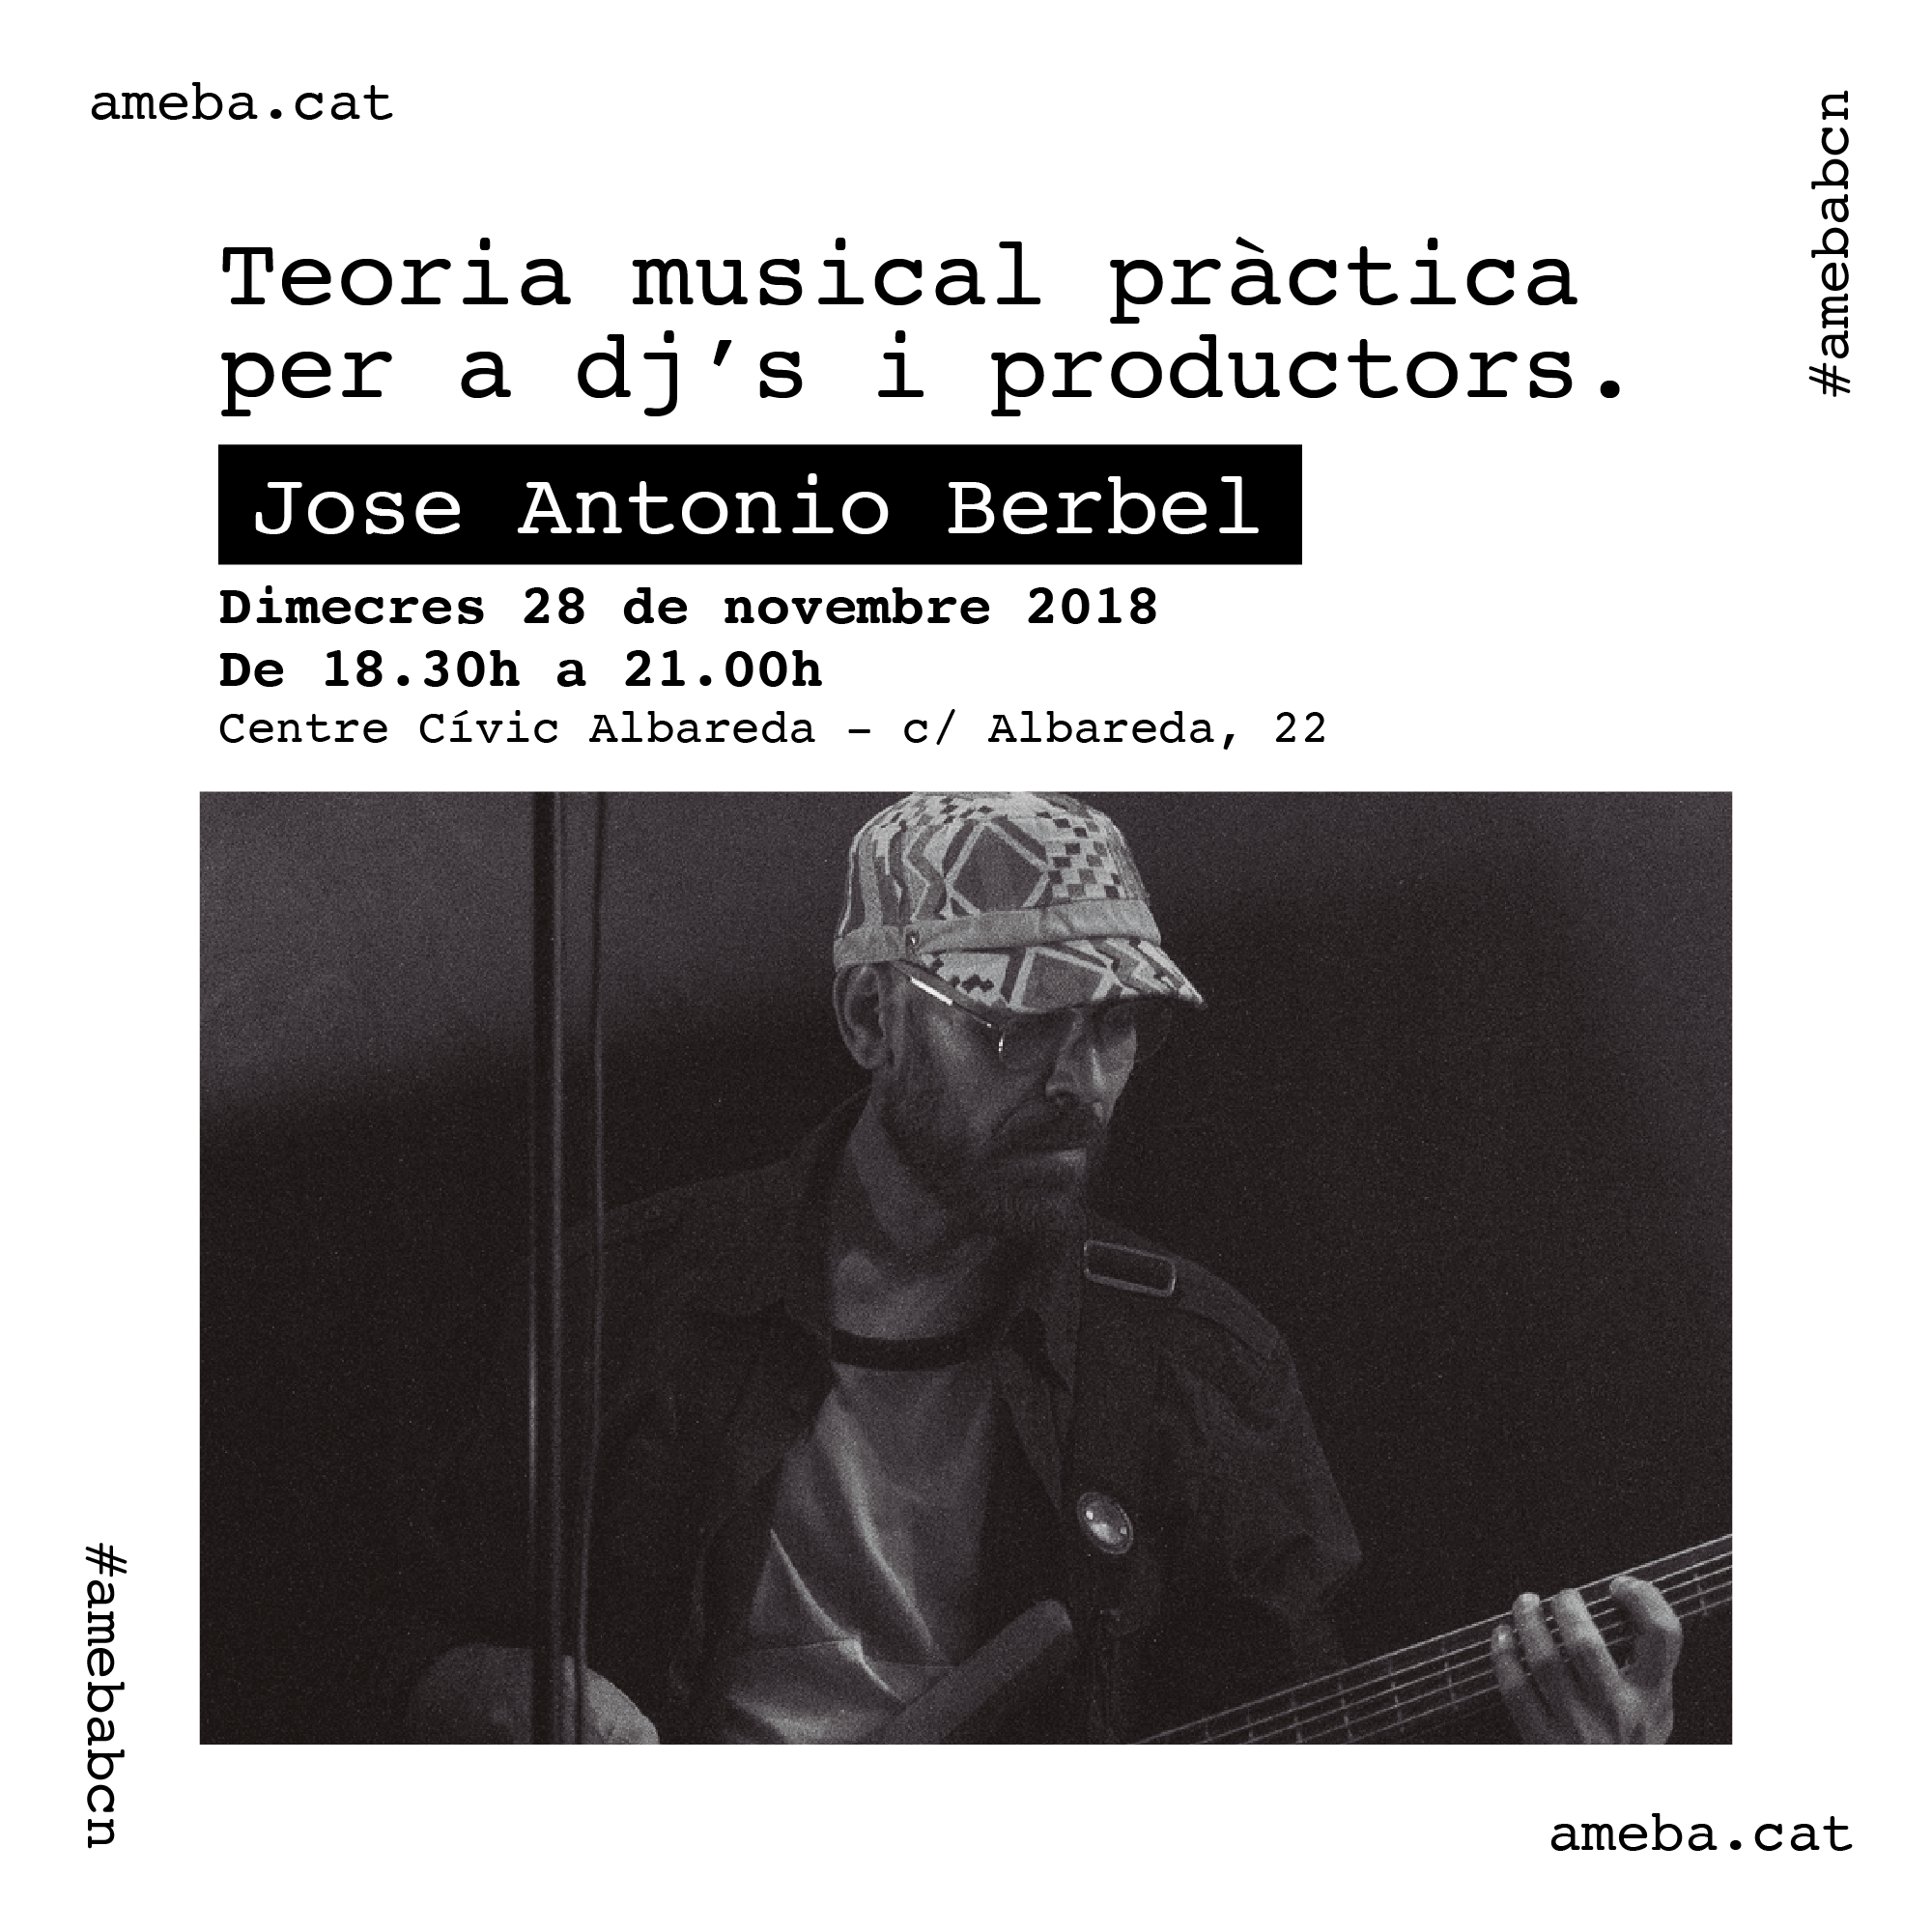 ameba.cat
#amebabcn
Teoria musical pràctica
per a dj’s i productors.
Jose Antonio Berbel
Dimecres 28 de novembre 2018
De 18.30h a 21.00h
Centre Cívic Albareda – c/ Albareda, 22
#amebabcn
ameba.cat